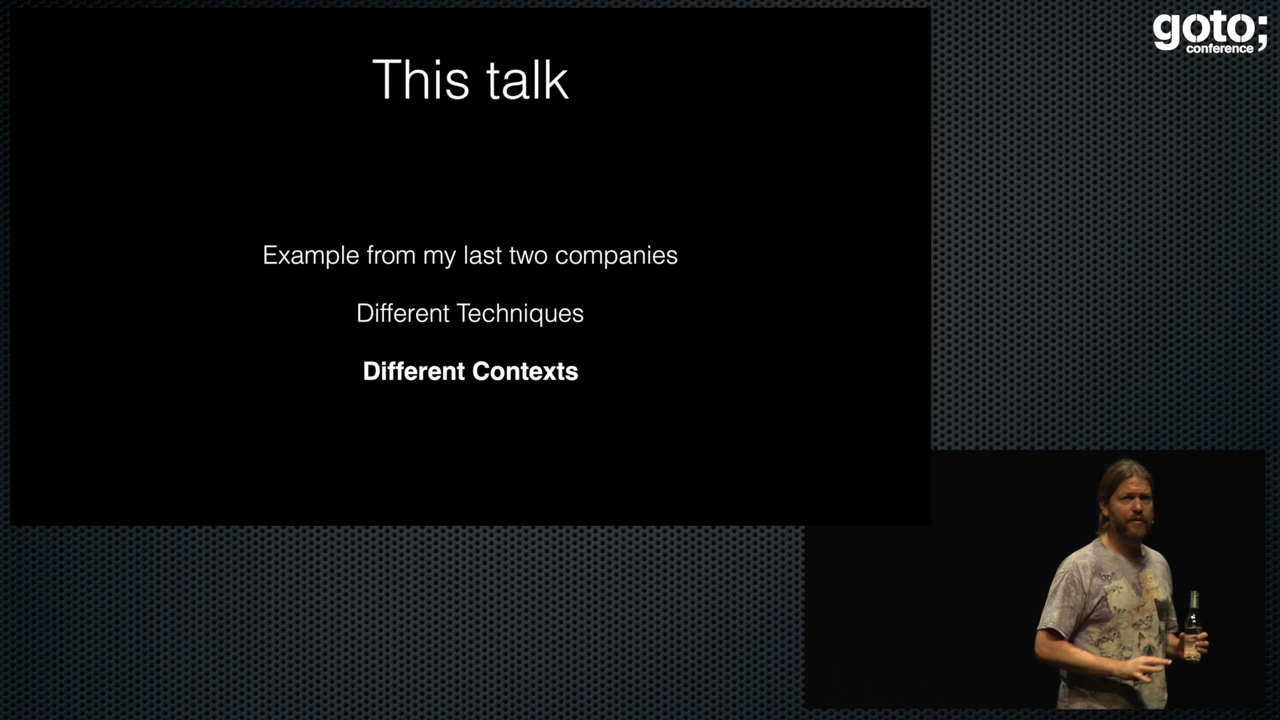 This talk
Example from my last two companies
Different Techniques
Different Contexts
goto;
conference